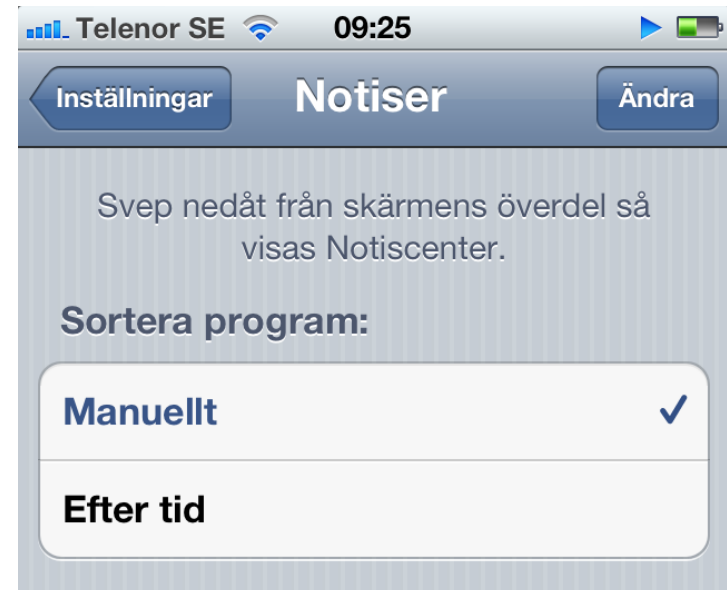 Telenor SE 09:25
Inställningar Notiser Ändra
Svep nedåt från skärmens överdel så
visas Notiscenter.
Sortera program:
Manuellt
Efter tid